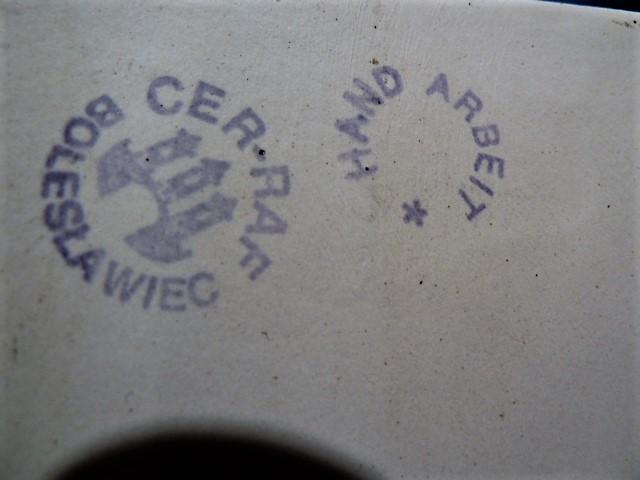 CER-RAF
BOLESŁAWIEC
HAND ARBEIT
*